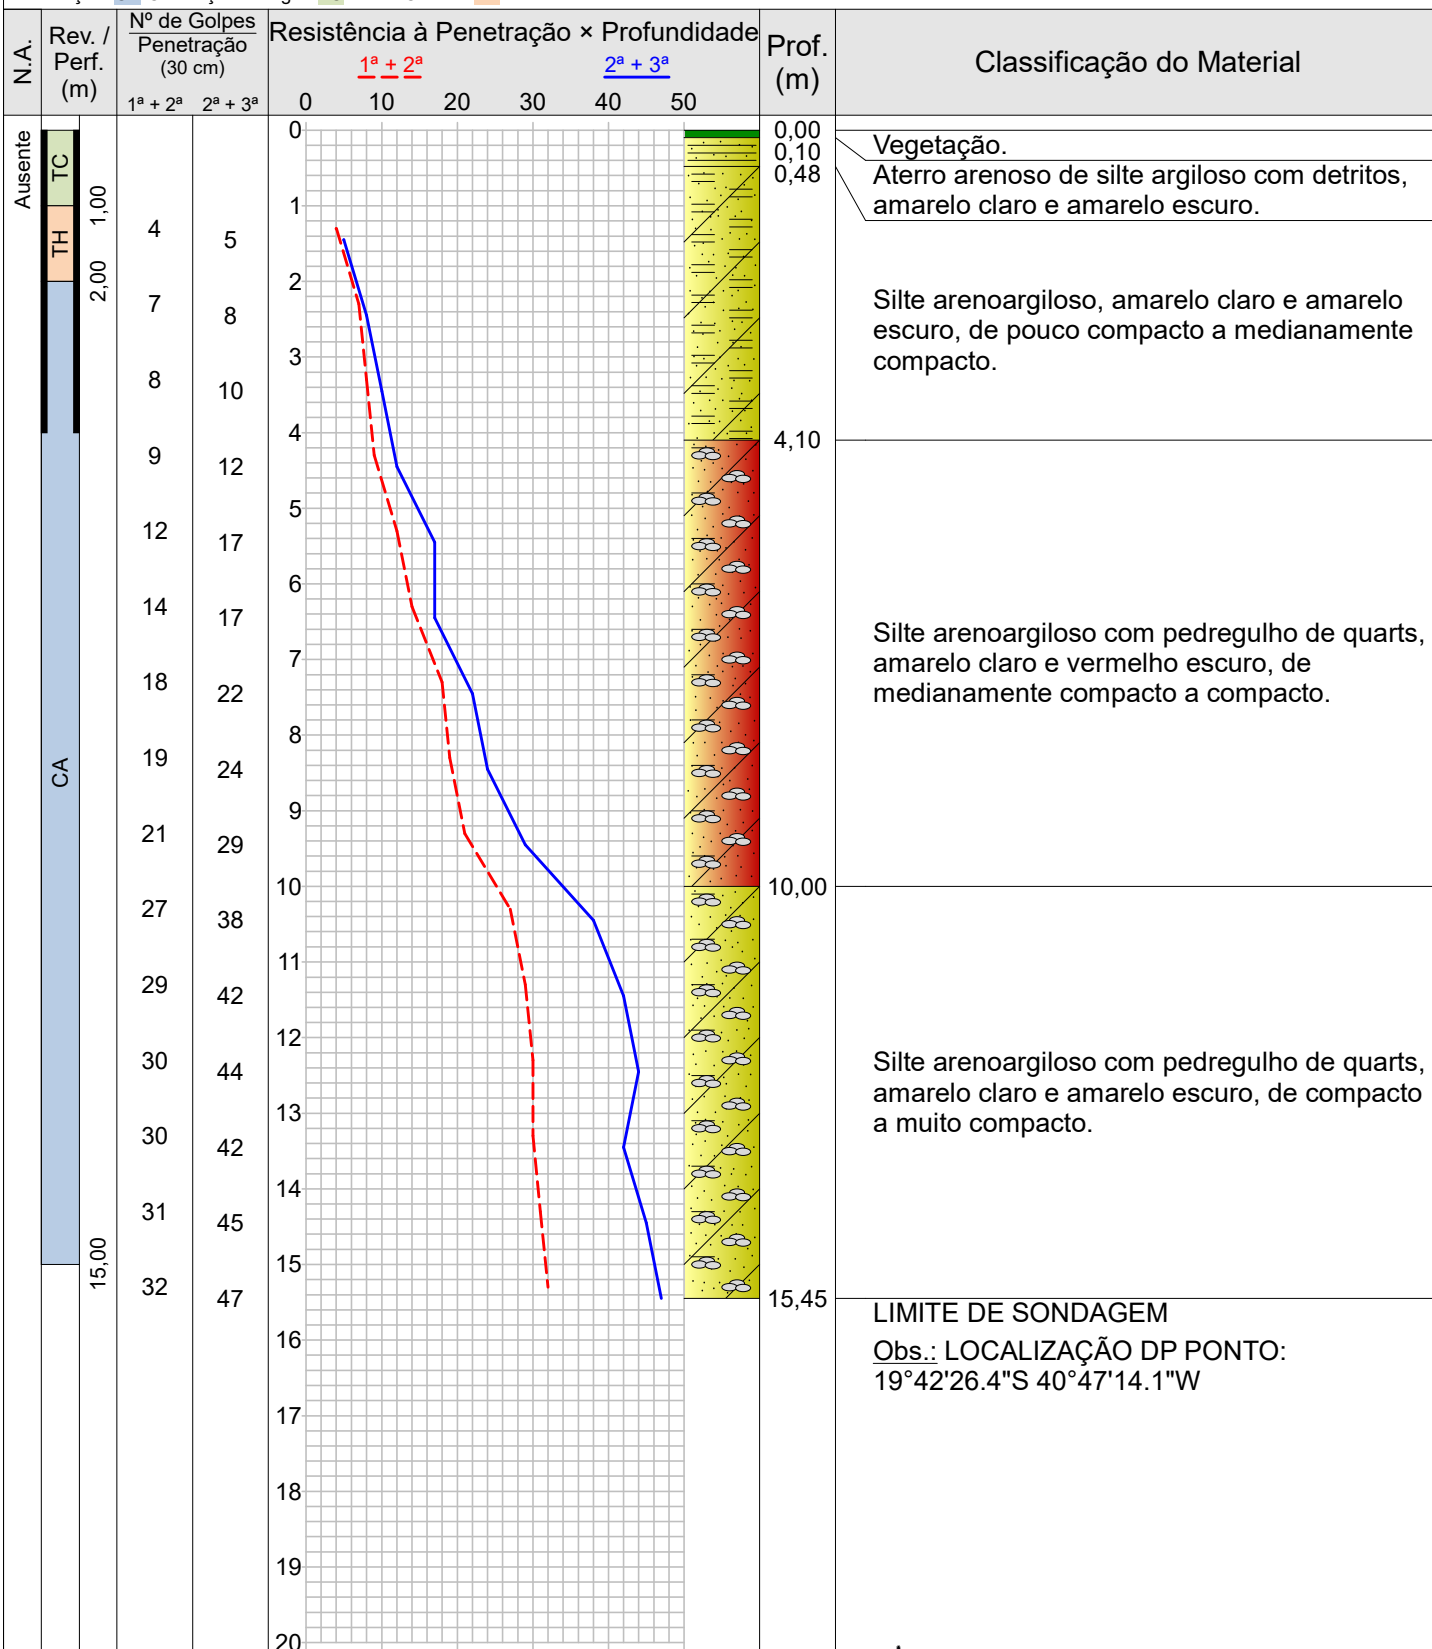 N.A.
Rev. /
Perf.
(m)
Nº de Golpes
Penetração
(30 cm)
1ª + 2ª 2ª + 3ª
Resistência à Penetração × Profundidade
1ª + 2ª 2ª + 3ª
0 10 20 30 40 50
Prof.
(m)
Classificação do Material
Ausente
TC
1,00
TH
2,00
CA
15,00
4 5
7 8
8 10
9 12
12 17
14 17
18 22
19 24
21 29
27 38
29 42
30 44
30 42
31 45
32 47
0
1
2
3
4
5
6
7
8
9
10
11
12
13
14
15
16
17
18
19
20
0,00
0,10
0,48
4,10
10,00
15,45
Vegetação.
Aterro arenoso de silte argiloso com detritos,
amarelo claro e amarelo escuro.
Silte arenoargiloso, amarelo claro e amarelo
escuro, de pouco compacto a medianamente
compacto.
Silte arenoargiloso com pedregulho de quarts,
amarelo claro e vermelho escuro, de
medianamente compacto a compacto.
Silte arenoargiloso com pedregulho de quarts,
amarelo claro e amarelo escuro, de compacto
a muito compacto.
LIMITE DE SONDAGEM
Obs.: LOCALIZAÇÃO DP PONTO:
19°42'26.4"S 40°47'14.1"W